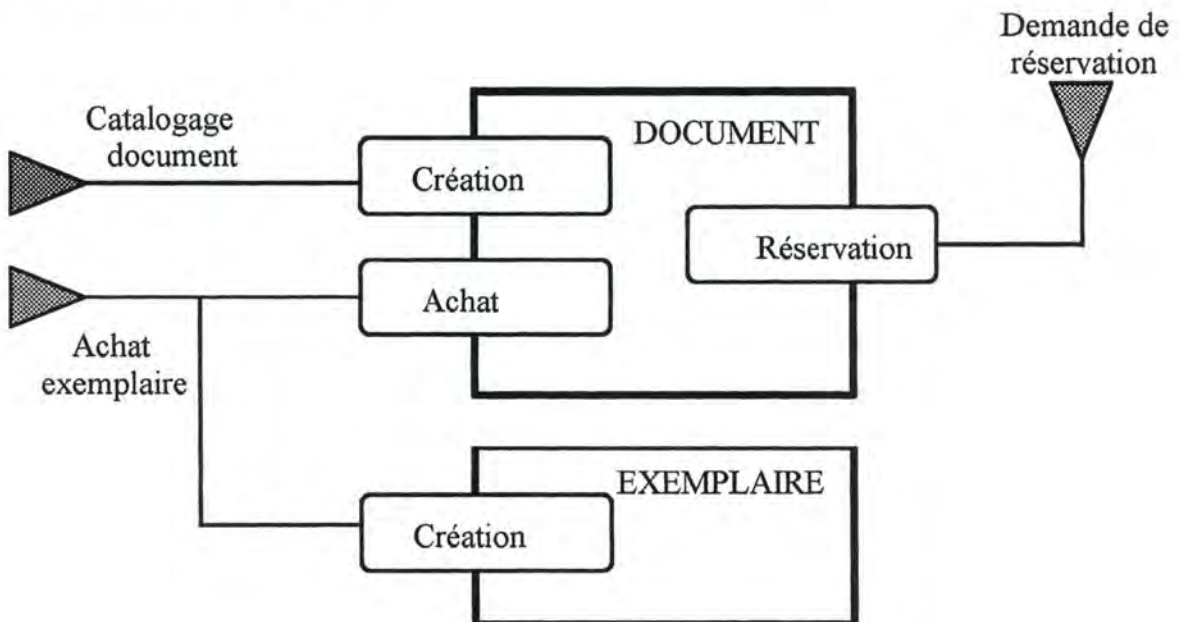 Demande de
réservation
Catalogage
document
DOCUMENT
Création
Réservation
Achat
Achat
exemplaire
EXEMPLAIRE
Création